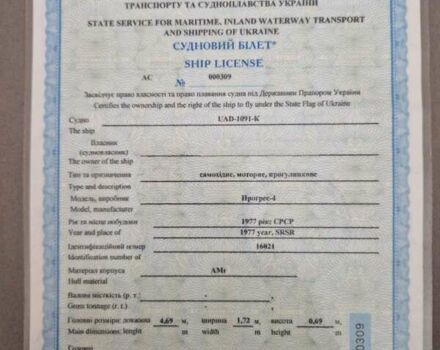 ТРАНСПОРТУ ТА СУДНОПЛАВСТВА УКРАЇНИ
STATE SERVICE FOR MARITIME, INLAND WATERWAY TRANSPORT
AND SHIPPING OF UKRAINE
СУДНОВИЙ БІЛЕТ*
SHIP LICENSE
АС № 000309
Засвідчує право власності та право плавання судна під Державним Прапором України
Certifies the ownership and the right of the ship to fly under the State Flag of Ukraine
Судно UAD-1091-K
The ship
Власник
(судновласник)
The owner of the ship
Тип та призначення самохідне, моторне, прогулянкове
Type and description
Модель, виробник Прогрес-4
Model, manufacturer
Рік та місце побудови 1977 рік; СРСР
Year and place of 1977 year, SRSR
Ідентифікаційний номер 16021
Identification number of
Матеріал корпуса АМг
Hull material
Валова місткість (р. т.) - ,
Gross tonnage (r. t.) - ,
Головні розміри: довжина 4,69 м, ширина 1,72 м, висота 0,69 м.
Main dimensions: lenght m width m height m
Головні
00309